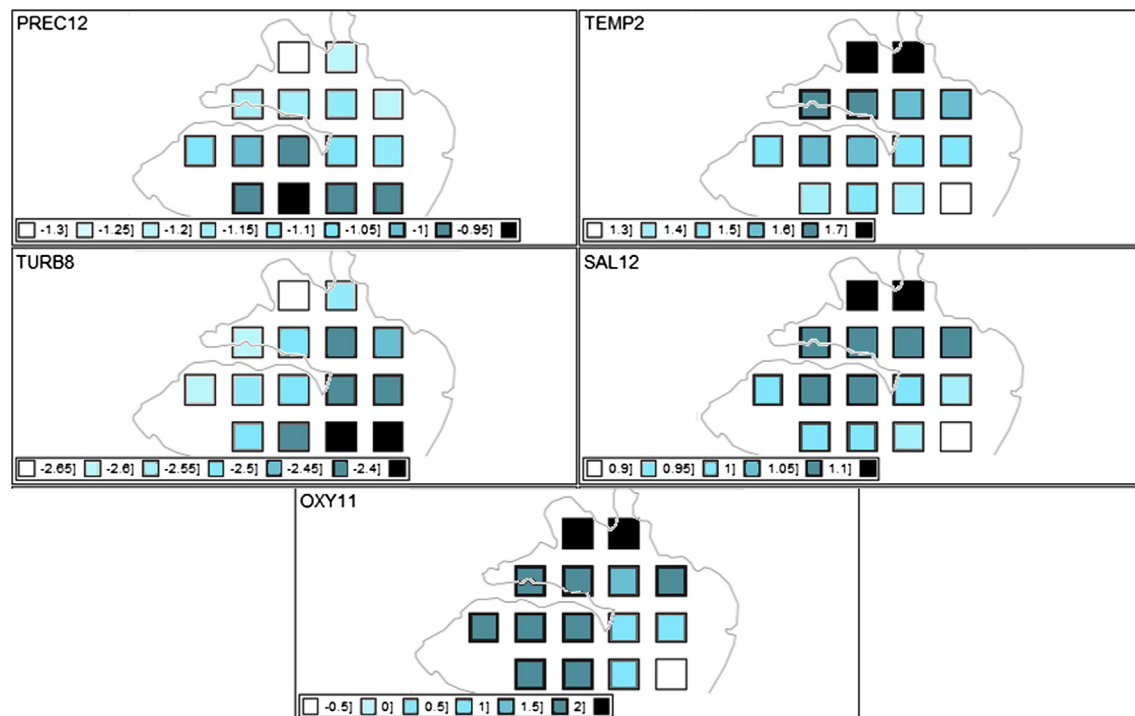 PREC12
-1.3] -1.25] -1.2] -1.15] -1.1] -1.05] -1] -0.95]
TEMP2
1.3] 1.4] 1.5] 1.6] 1.7]
TURB8
-2.65] -2.6] -2.55] -2.5] -2.45] -2.4]
SAL12
0.9] 0.95] 1] 1.05] 1.1]
OXY11
-0.5] 0] 0.5] 1] 1.5] 2]